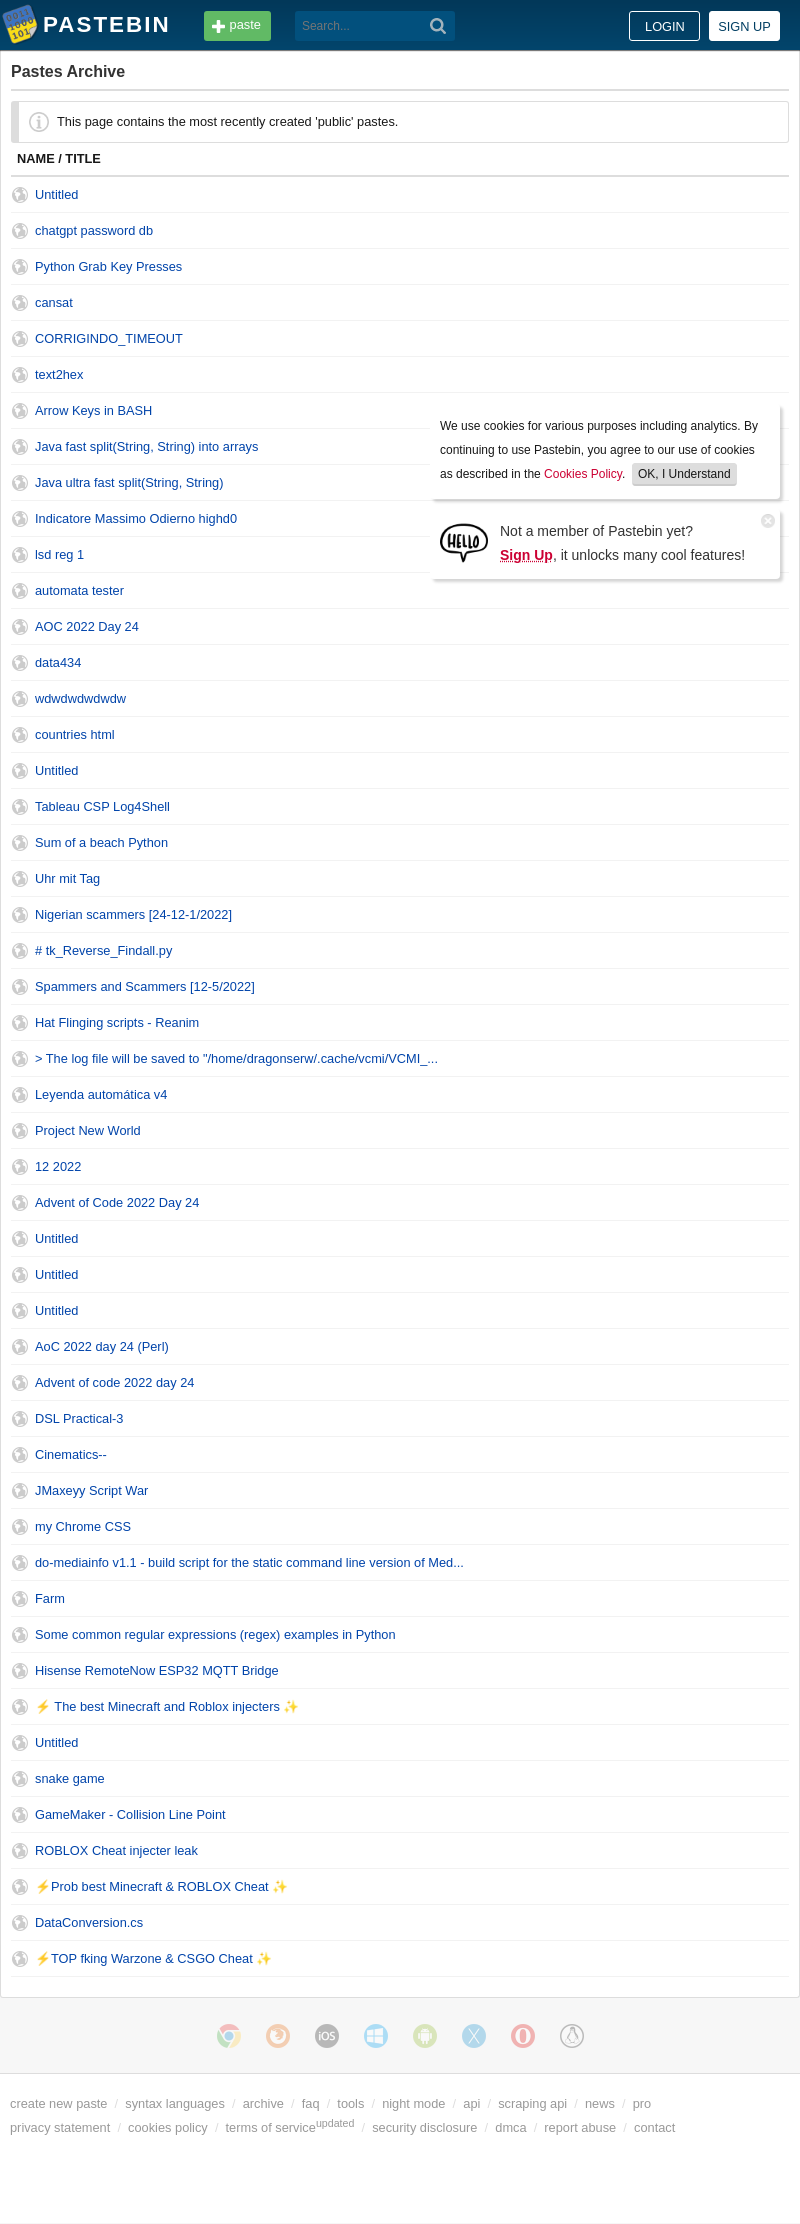 PASTEBIN paste Search... LOGIN SIGN UP
Pastes Archive
This page contains the most recently created 'public' pastes.
NAME / TITLE
Untitled
chatgpt password db
Python Grab Key Presses
cansat
CORRIGINDO_TIMEOUT
text2hex
Arrow Keys in BASH
Java fast split(String, String) into arrays
Java ultra fast split(String, String)
Indicatore Massimo Odierno highd0
lsd reg 1
automata tester
We use cookies for various purposes including analytics. By
continuing to use Pastebin, you agree to our use of cookies
as described in the Cookies Policy. OK, I Understand
HELLO
Not a member of Pastebin yet?
Sign Up, it unlocks many cool features!
AOC 2022 Day 24
data434
wdwdwdwdwdw
countries html
Untitled
Tableau CSP Log4Shell
Sum of a beach Python
Uhr mit Tag
Nigerian scammers [24-12-1/2022]
# tk_Reverse_Findall.py
Spammers and Scammers [12-5/2022]
Hat Flinging scripts - Reanim
> The log file will be saved to "/home/dragonserw/.cache/vcmi/VCMI_...
Leyenda automática v4
Project New World
12 2022
Advent of Code 2022 Day 24
Untitled
Untitled
Untitled
AoC 2022 day 24 (Perl)
Advent of code 2022 day 24
DSL Practical-3
Cinematics--
JMaxeyy Script War
my Chrome CSS
do-mediainfo v1.1 - build script for the static command line version of Med...
Farm
Some common regular expressions (regex) examples in Python
Hisense RemoteNow ESP32 MQTT Bridge
⚡ The best Minecraft and Roblox injecters ✨
Untitled
snake game
GameMaker - Collision Line Point
ROBLOX Cheat injecter leak
⚡Prob best Minecraft & ROBLOX Cheat ✨
DataConversion.cs
⚡TOP fking Warzone & CSGO Cheat ✨
iOS
create new paste / syntax languages / archive / faq / tools / night mode / api / scraping api / news / pro
privacy statement / cookies policy / terms of service updated / security disclosure / dmca / report abuse / contact